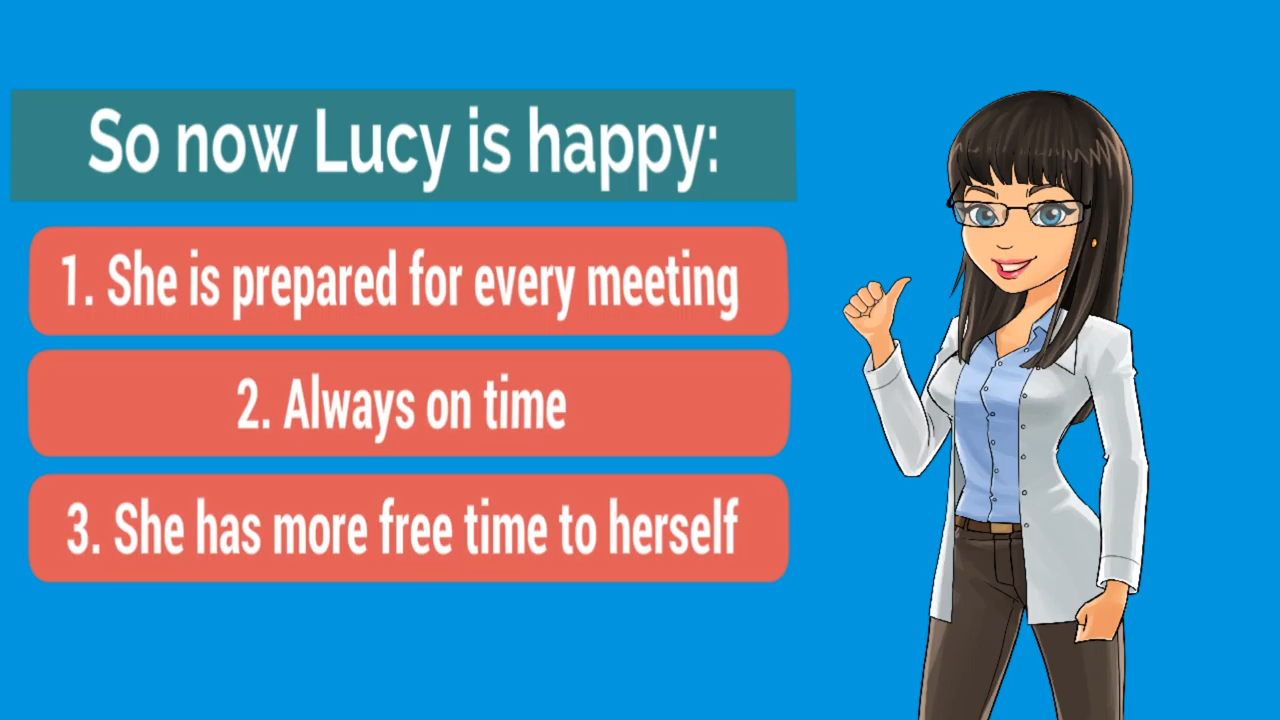 So now Lucy is happy:
1. She is prepared for every meeting
2. Always on time
3. She has more free time to herself